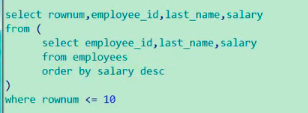 select rownum,employee_id,last_name,salary
from (
select employee_id,last_name,salary
from employees
order by salary desc
)
where rownum <= 10